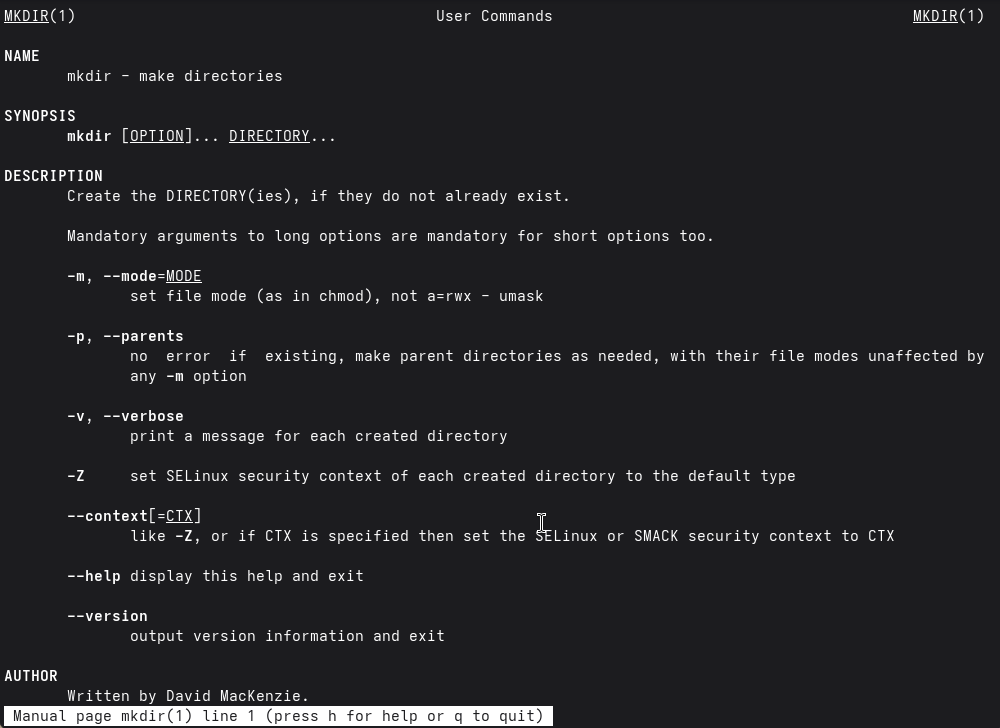 MKDIR(1) User Commands MKDIR(1)
NAME
mkdir - make directories
SYNOPSIS
mkdir [OPTION]... DIRECTORY...
DESCRIPTION
Create the DIRECTORY(ies), if they do not already exist.
Mandatory arguments to long options are mandatory for short options too.
-m, --mode=MODE
set file mode (as in chmod), not a=rwx - umask
-p, --parents
no error if existing, make parent directories as needed, with their file modes unaffected by
any -m option
-v, --verbose
print a message for each created directory
-Z set SELinux security context of each created directory to the default type
--context[=CTX]
like -Z, or if CTX is specified then set the SELinux or SMACK security context to CTX
--help display this help and exit
--version
output version information and exit
AUTHOR
Written by David MacKenzie.
Manual page mkdir(1) line 1 (press h for help or q to quit)